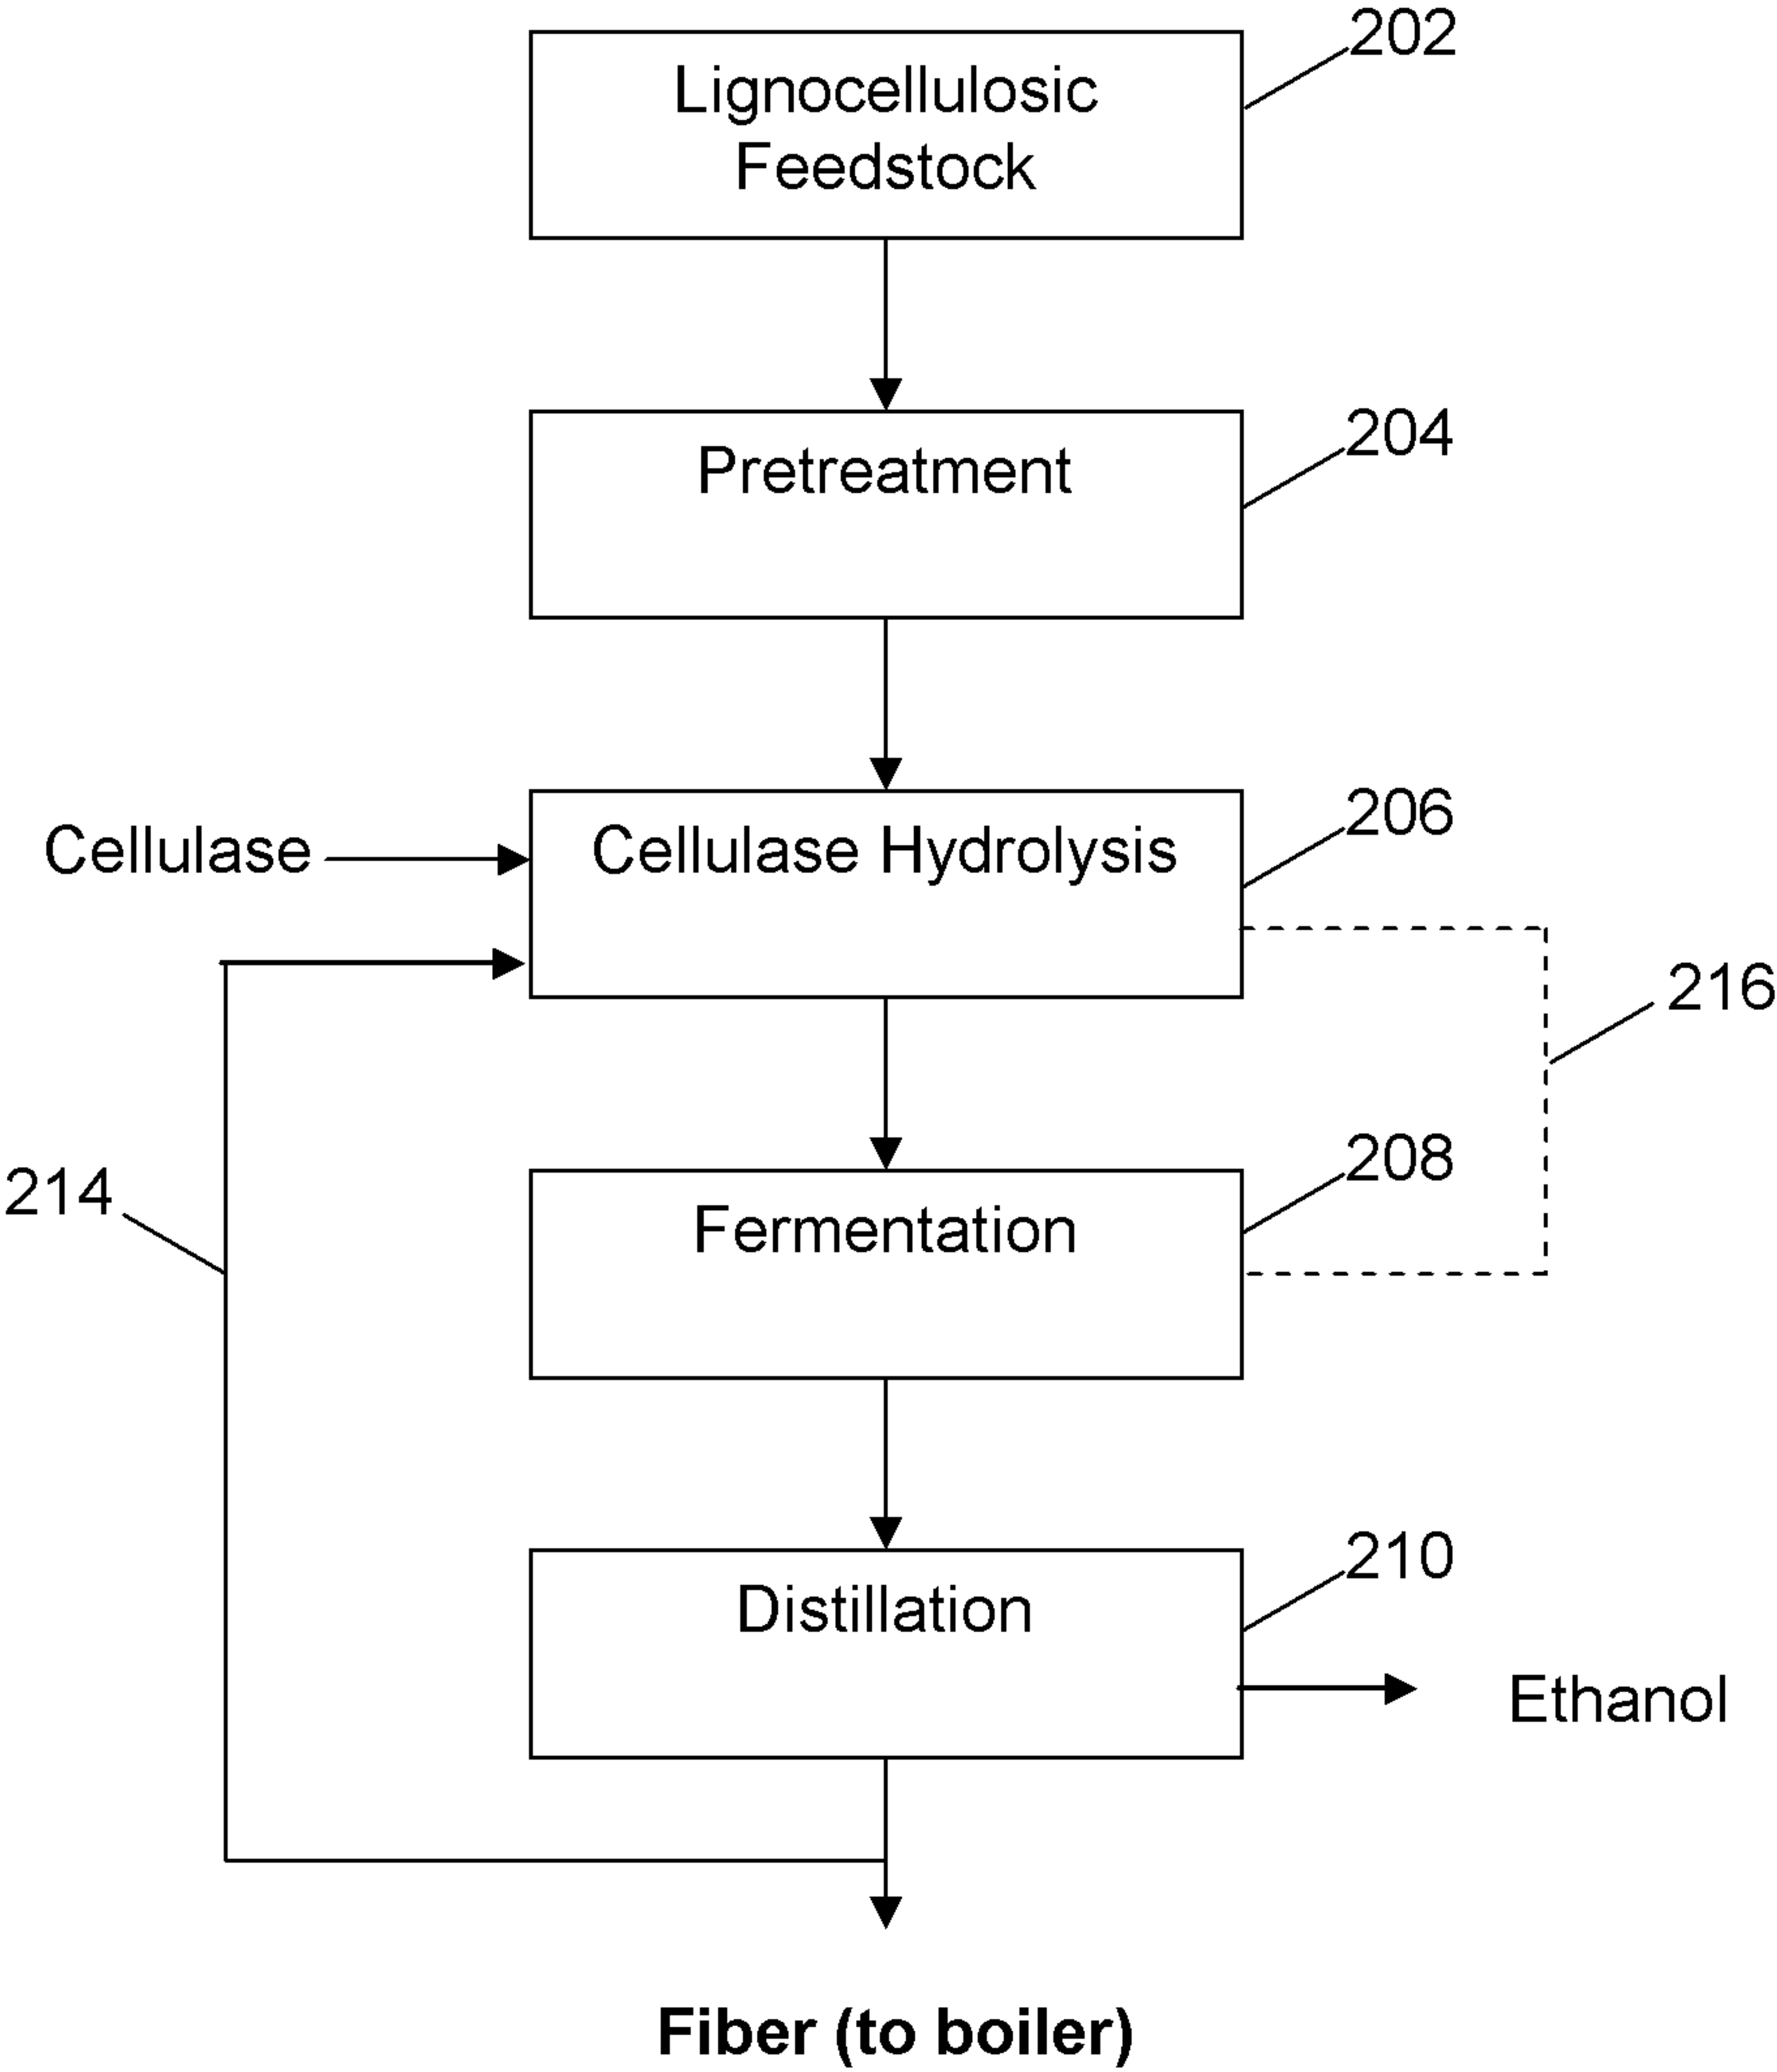 202
Lignocellulosic
Feedstock
204
Pretreatment
206
Cellulase
Cellulase Hydrolysis
216
208
214
Fermentation
210
Distillation
Ethanol
Fiber (to boiler)